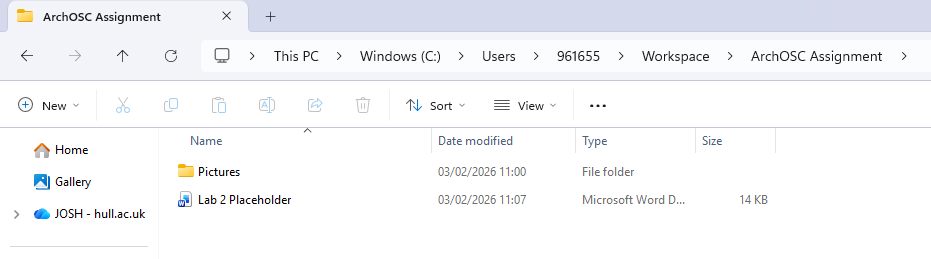 ArchOSC Assignment
This PC > Windows (C:) > Users > 961655 > Workspace > ArchOSC Assignment >
New Sort View
Name Date modified Type Size
Home
Gallery
JOSH - hull.ac.uk
Pictures 03/02/2026 11:00 File folder
Lab 2 Placeholder 03/02/2026 11:07 Microsoft Word D... 14 KB